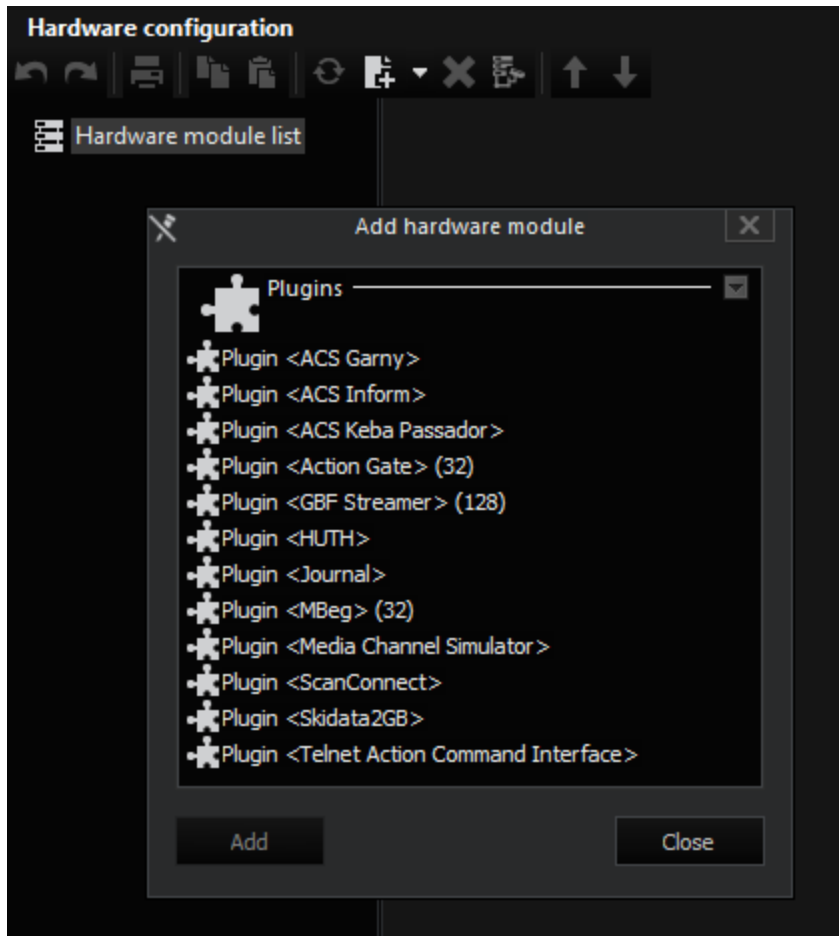 Hardware configuration
Hardware module list
Add hardware module
Plugins
Plugin <ACS Garny>
Plugin <ACS Inform>
Plugin <ACS Keba Passador>
Plugin <Action Gate> (32)
Plugin <GBF Streamer> (128)
Plugin <HUTH>
Plugin <Journal>
Plugin <MBeg> (32)
Plugin <Media Channel Simulator>
Plugin <ScanConnect>
Plugin <Skidata2GB>
Plugin <Telnet Action Command Interface>
Add
Close